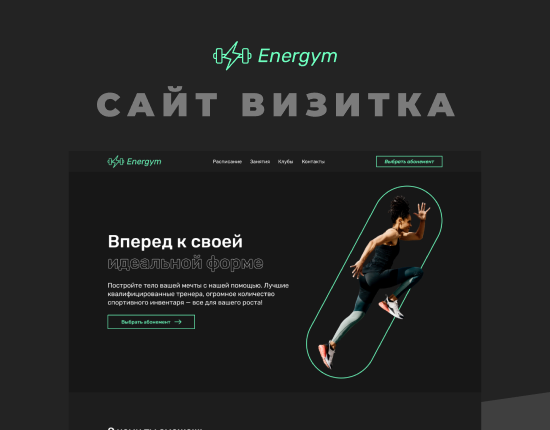 Energym
САЙТ ВИЗИТКА
Energym
Расписание Занятия Клубы Контакты
Выбрать абонемент
Вперед к своей
идеальной форме
Постройте тело вашей мечты с нашей помощью. Лучшие
квалифицированные тренера, огромное количество
спортивного инвентаря — все для вашего роста!
Выбрать абонемент